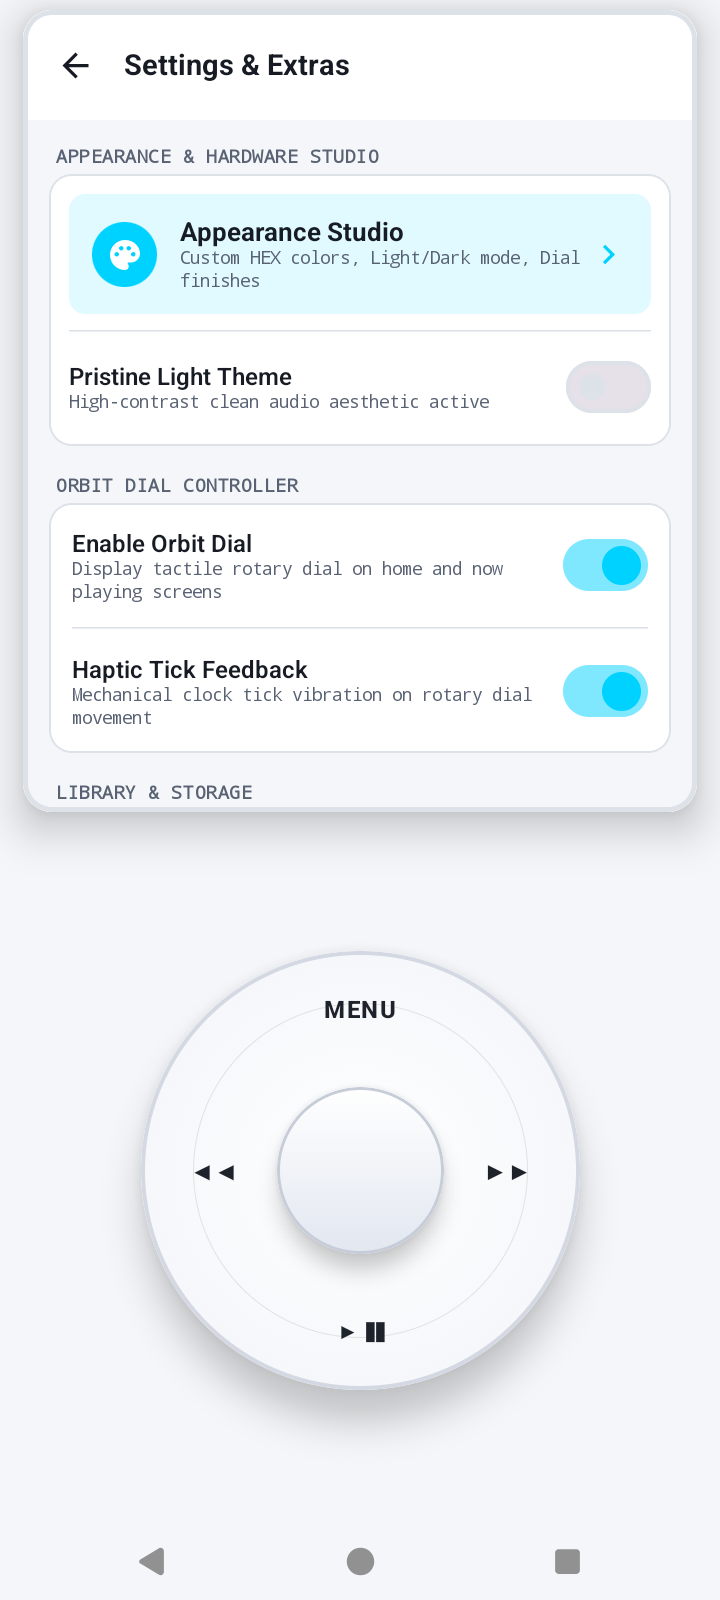 Settings & Extras
APPEARANCE & HARDWARE STUDIO
Appearance Studio
Custom HEX colors, Light/Dark mode, Dial
finishes
Pristine Light Theme
High-contrast clean audio aesthetic active
ORBIT DIAL CONTROLLER
Enable Orbit Dial
Display tactile rotary dial on home and now
playing screens
Haptic Tick Feedback
Mechanical clock tick vibration on rotary dial
movement
LIBRARY & STORAGE
MENU